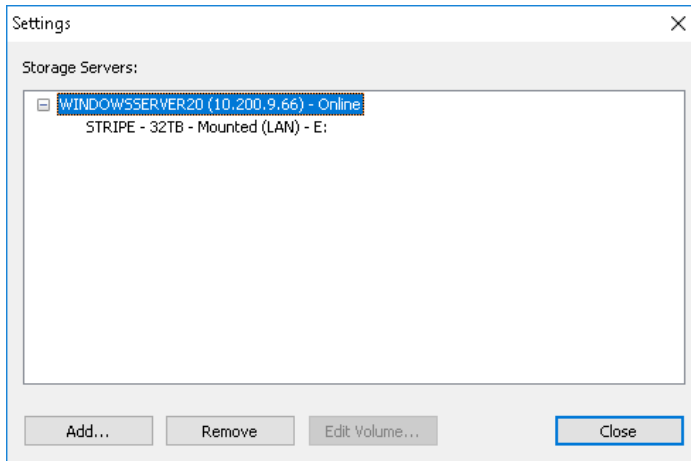 Settings
Storage Servers:
WINDOWSSERVER20 (10.200.9.66) - Online
STRIPE - 32TB - Mounted (LAN) - E:
Add...
Remove
Edit Volume...
Close